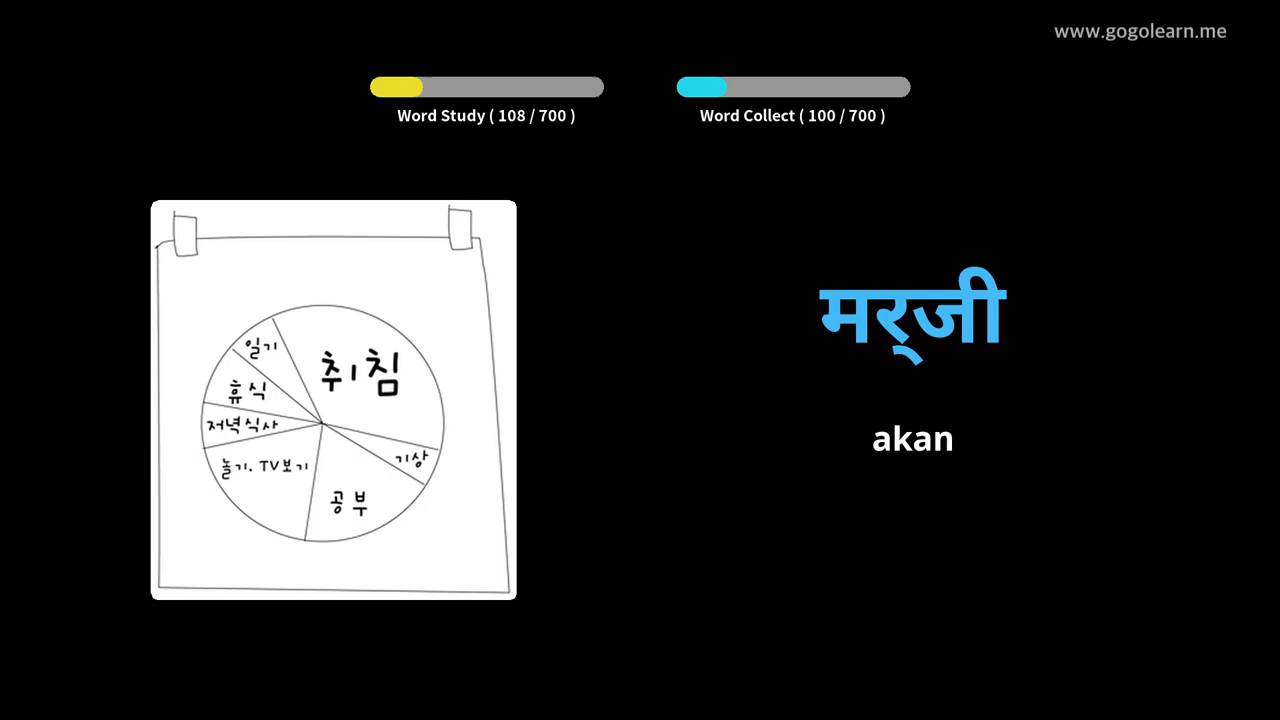 www.gogolearn.me
Word Study ( 108 / 700 )
Word Collect ( 100 / 700 )
일기
취침
휴식
저녁식사
기상
놀기. TV보기
공부
मर्‌जी
akan